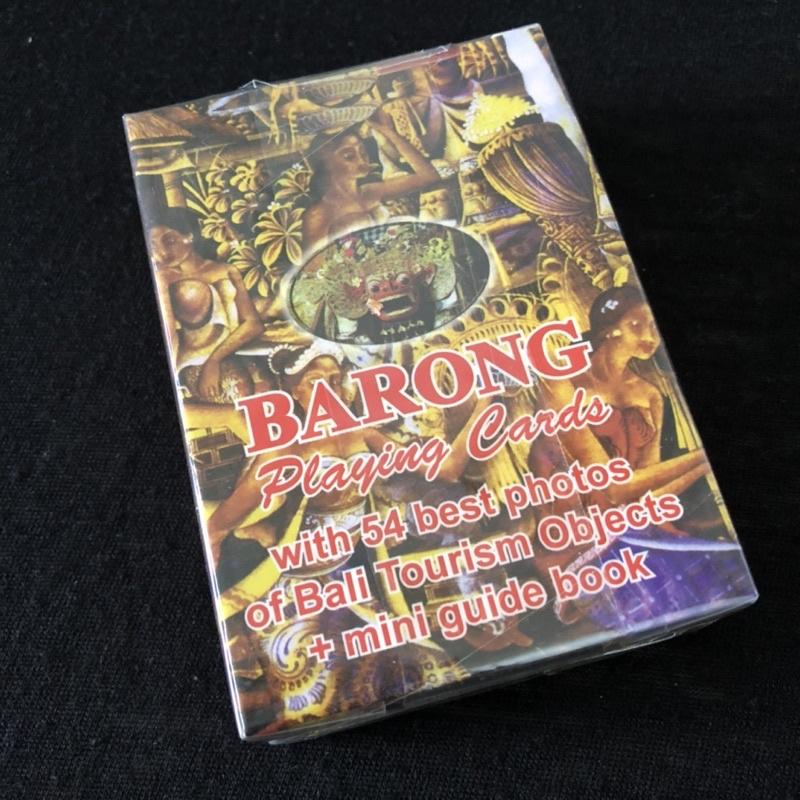 BARONG
Playing Cards
with 54 best photos
of Bali Tourism Objects
+ mini guide book